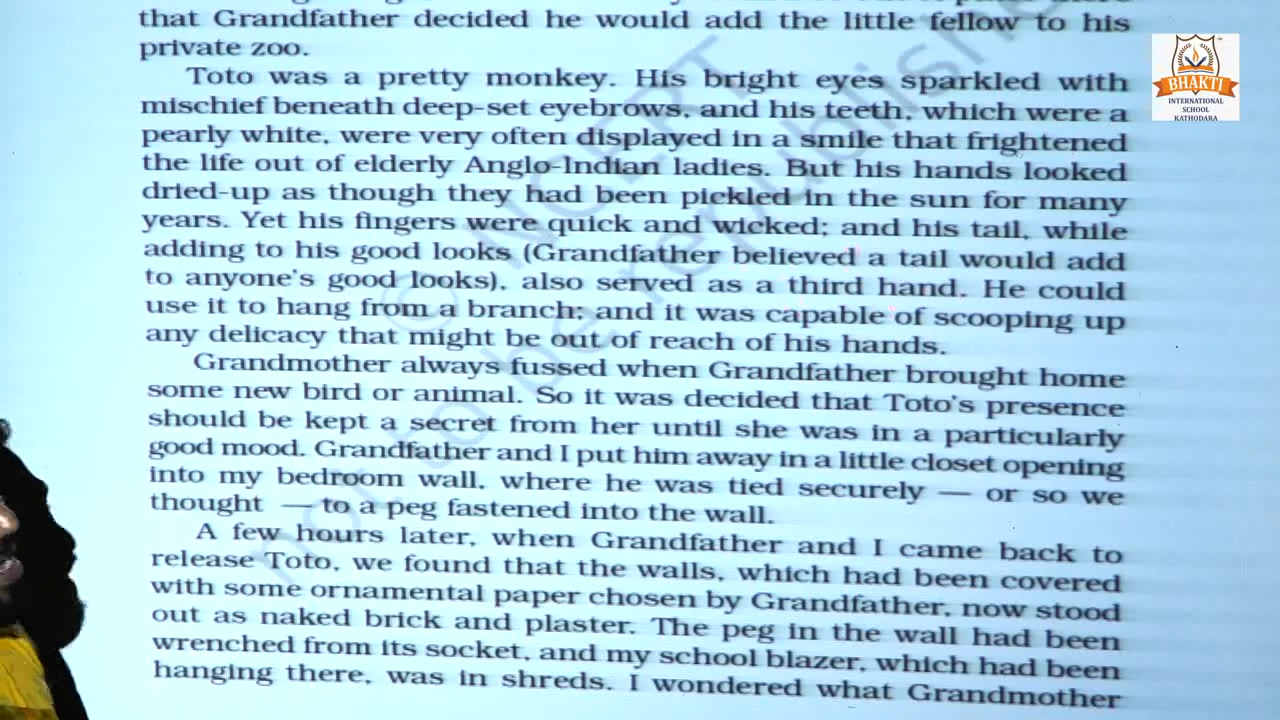 that Grandfather decided he would add the little fellow to his
private zoo.
Toto was a pretty monkey. His bright eyes sparkled with
mischief beneath deep-set eyebrows, and his teeth, which were a
pearly white, were very often displayed in a smile that frightened
the life out of elderly Anglo-Indian ladies. But his hands looked
dried-up as though they had been pickled in the sun for many
years. Yet his fingers were quick and wicked; and his tail, while
adding to his good looks (Grandfather believed a tail would add
to anyone's good looks), also served as a third hand. He could
use it to hang from a branch; and it was capable of scooping up
any delicacy that might be out of reach of his hands.
Grandmother always fussed when Grandfather brought home
some new bird or animal. So it was decided that Toto's presence
should be kept a secret from her until she was in a particularly
good mood. Grandfather and I put him away in a little closet opening
into my bedroom wall, where he was tied securely — or so we
thought — to a peg fastened into the wall.
A few hours later, when Grandfather and I came back to
release Toto, we found that the walls, which had been covered
with some ornamental paper chosen by Grandfather, now stood
out as naked brick and plaster. The peg in the wall had been
wrenched from its socket, and my school blazer, which had been
hanging there, was in shreds. I wondered what Grandmother
© NCERT
not to be republished
BHAKTI
INTERNATIONAL
SCHOOL
KATHODARA